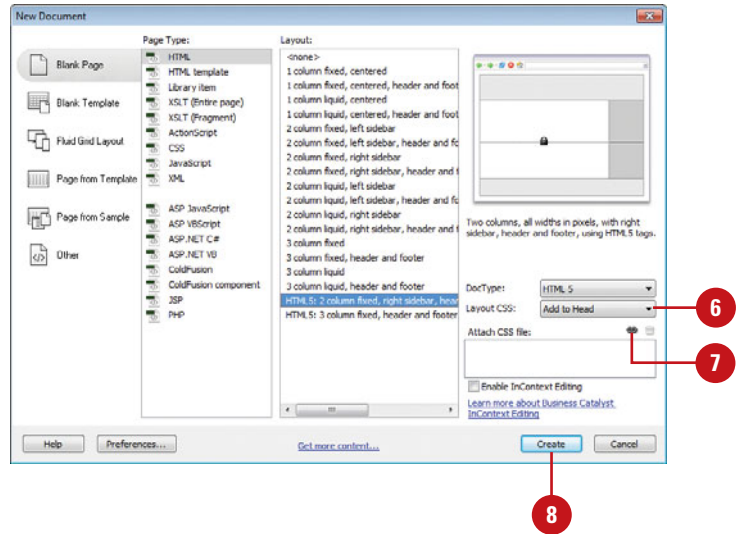 New Document
Page Type:
Layout:
Blank Page
Blank Template
Fluid Grid Layout
Page from Template
Page from Sample
Other
HTML
HTML template
Library item
XSLT (Entire page)
XSLT (Fragment)
ActionScript
CSS
JavaScript
XML
ASP JavaScript
ASP VBScript
ASP.NET C#
ASP.NET VB
ColdFusion
ColdFusion component
JSP
PHP
<none>
1 column fixed, centered
1 column fixed, centered, header and foot
1 column liquid, centered
1 column liquid, centered, header and foot
2 column fixed, left sidebar
2 column fixed, left sidebar, header and fo
2 column fixed, right sidebar
2 column fixed, right sidebar, header and f
2 column liquid, left sidebar
2 column liquid, left sidebar, header and fo
2 column liquid, right sidebar
2 column liquid, right sidebar, header and f
3 column fixed
3 column fixed, header and footer
3 column liquid
3 column liquid, header and footer
HTML5: 2 column fixed, right sidebar, hear
HTML5: 3 column fixed, header and footer
Two columns, all widths in pixels, with right
sidebar, header and footer, using HTML5 tags.
DocType: HTML 5
Layout CSS: Add to Head
6
Attach CSS file:
7
Enable InContext Editing
Learn more about Business Catalyst
InContext Editing
Help
Preferences...
Get more content...
Create
Cancel
8